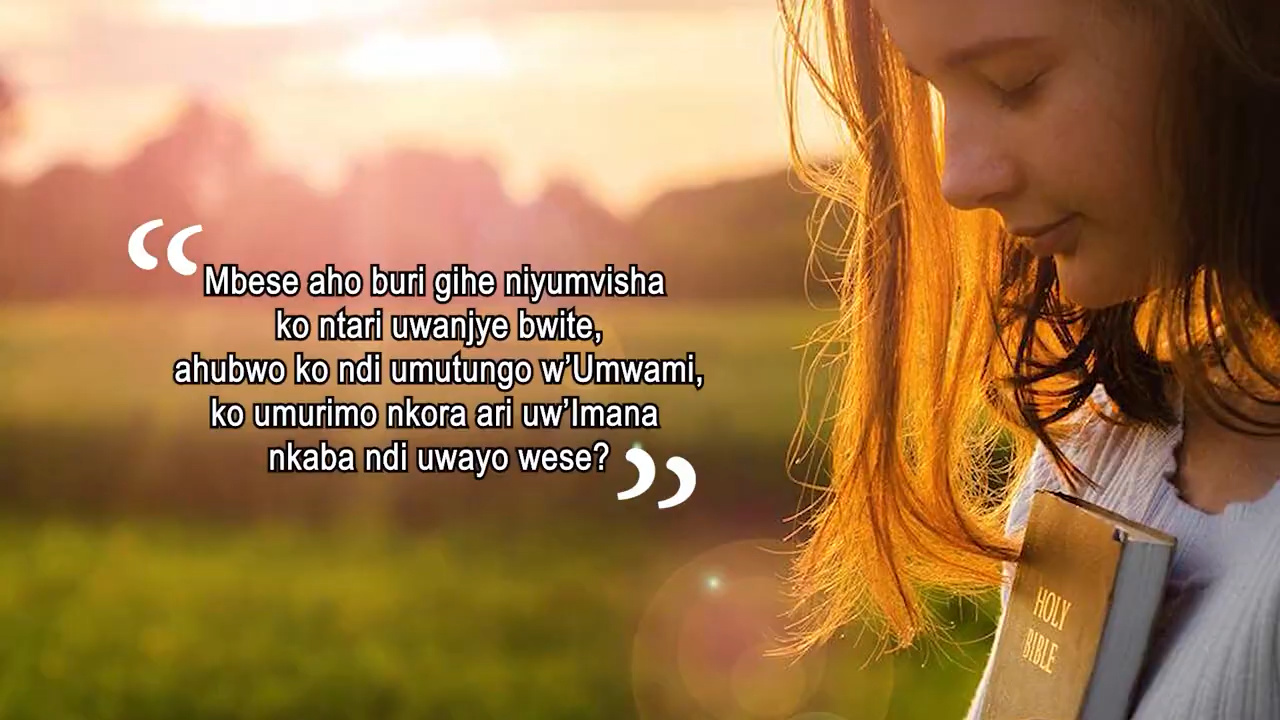 “
Mbese aho buri gihe niyumvisha
ko ntari uwanjye bwite,
ahubwo ko ndi umutungo w’Umwami,
ko umurimo nkora ari uw’Imana
nkaba ndi uwayo wese?
”
HOLY
BIBLE